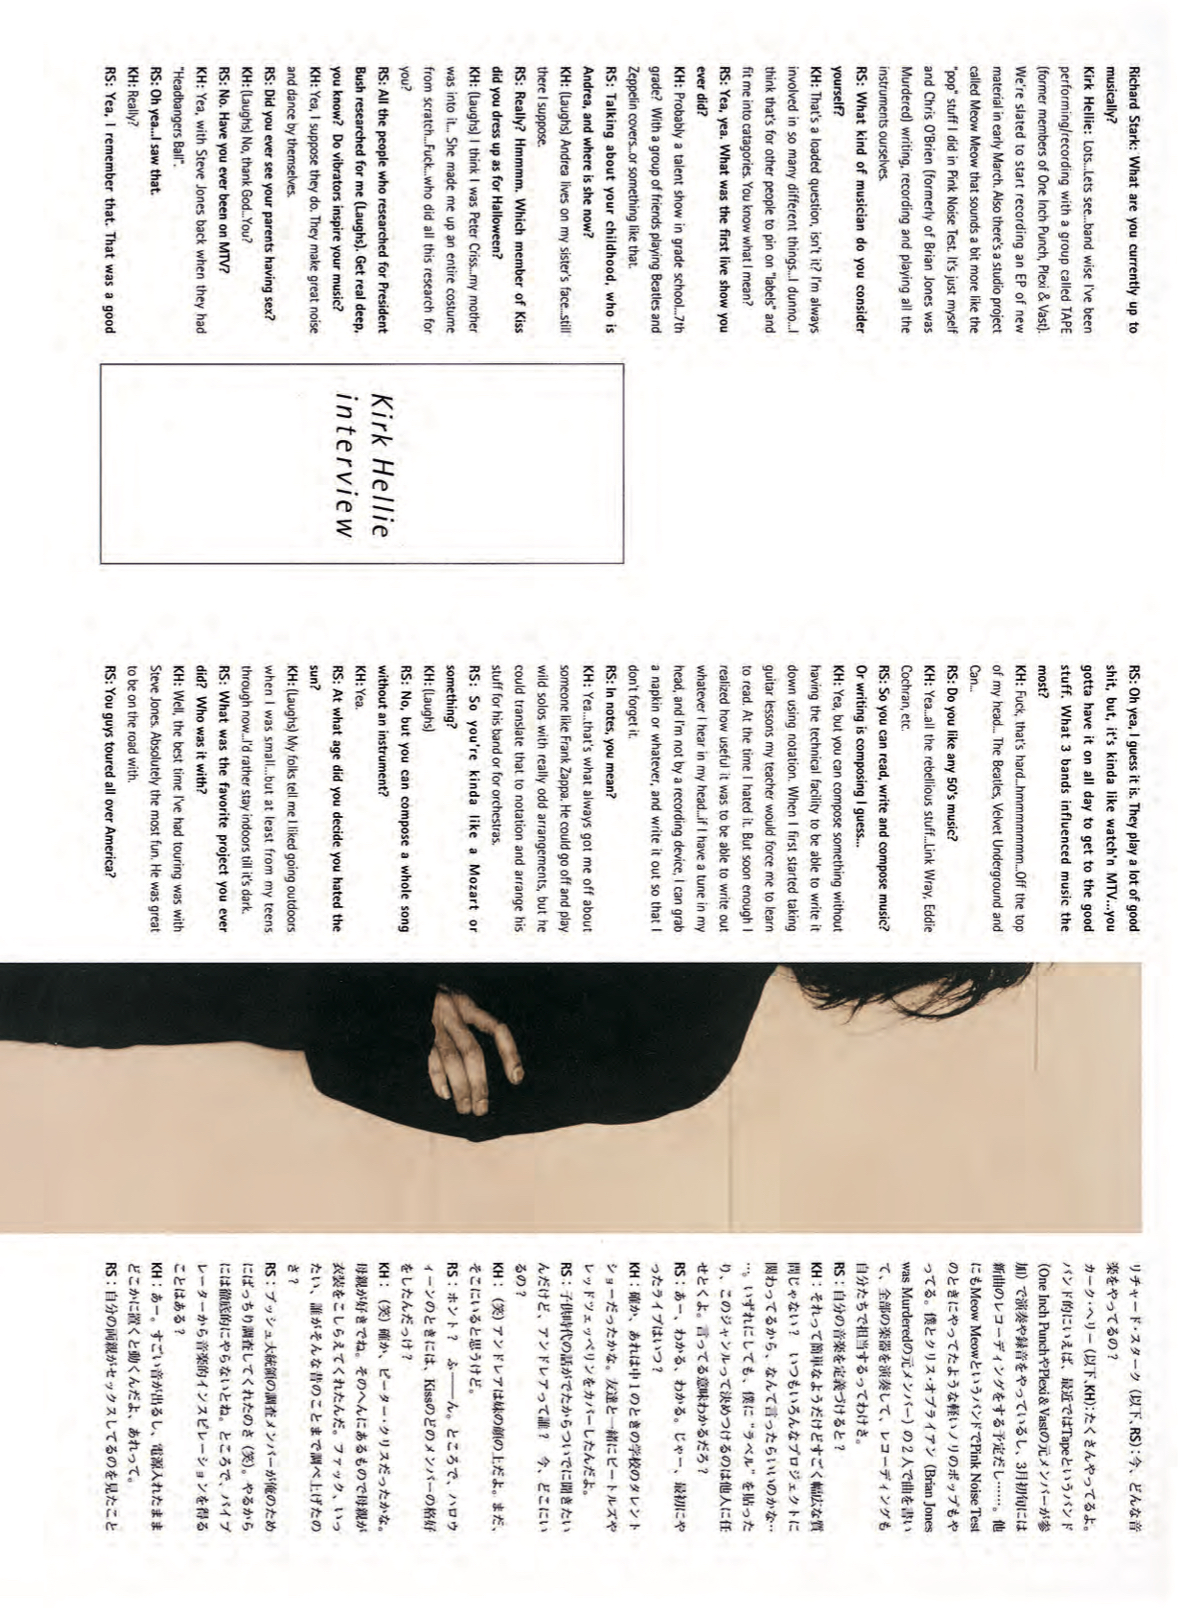 Richard Stark: What are you currently up to
musically?
Kirk Hellie: Lots...Lets see...band wise I've been
performing/recording with a group called TAPE
(former members of One Inch Punch, Plexi & Vast).
We're slated to start recording an EP of new
material in early March. Also there's a studio project
called Meow Meow that sounds a bit more like the
"pop" stuff I did in Pink Noise Test. It's just myself
and Chris O'Brien (formerly of Brian Jones was
Murdered) writing, recording and playing all the
instruments ourselves.
RS: What kind of musician do you consider
yourself?
KH: That's a loaded question, isn't it? I'm always
involved in so many different things...I dunno...I
think that's for other people to pin on "labels" and
fit me into catagories. You know what I mean?
RS: Yea, yea. What was the first live show you
ever did?
KH: Probably a talent show in grade school...7th
grade? With a group of friends playing Beatles and
Zeppelin covers...or something like that.
RS: Talking about your childhood, who is
Andrea, and where is she now?
KH: (Laughs) Andrea lives on my sister's face...still
there I suppose.
RS: Really? Hmmmm. Which member of Kiss
did you dress up as for Halloween?
KH: (Laughs) I think I was Peter Criss...my mother
was into it... She made me up an entire costume
from scratch...Fuck...who did all this research for
you?
RS: All the people who researched for President
Bush researched for me (Laughs). Get real deep,
you know? Do vibrators inspire your music?
KH: Yea, I suppose they do. They make great noise
and dance by themselves.
RS: Did you ever see your parents having sex?
KH: (Laughs) No, thank God...You?
RS: No. Have you ever been on MTV?
KH: Yea, with Steve Jones back when they had
"Headbangers Ball".
RS: Oh yea...I saw that.
KH: Really?
RS: Yea, I remember that. That was a good
Kirk Hellie
interview
RS: Oh yea, I guess it is. They play a lot of good
shit, but, it's kinda like watch'n MTV...you
gotta have it on all day to get to the good
stuff. What 3 bands influenced music the
most?
KH: Fuck, that's hard...hmmmmmmm...Off the top
of my head... The Beatles, Velvet Underground and
Can...
RS: Do you like any 50's music?
KH: Yea...all the rebellious stuff...Link Wray, Eddie
Cochran, etc.
RS: So you can read, write and compose music?
Or writing is composing I guess...
KH: Yea, but you can compose something without
having the technical facility to be able to write it
down using notation. When I first started taking
guitar lessons my teacher would force me to learn
to read. At the time I hated it. But soon enough I
realized how useful it was to be able to write out
whatever I hear in my head...if I have a tune in my
head, and I'm not by a recording device, I can grab
a napkin or whatever, and write it out so that I
don't forget it.
RS: In notes, you mean?
KH: Yea....that's what always got me off about
someone like Frank Zappa. He could go off and play
wild solos with really odd arrangements, but he
could translate that to notation and arrange his
stuff for his band or for orchestras.
RS: So you're kinda like a Mozart or
something?
KH: (Laughs)
RS: No, but you can compose a whole song
without an instrument?
KH: Yea.
RS: At what age did you decide you hated the
sun?
KH: (Laughs) My folks tell me I liked going outdoors
when I was small....but at least from my teens
through now...I'd rather stay indoors till it's dark.
RS: What was the favorite project you ever
did? Who was it with?
KH: Well, the best time I've had touring was with
Steve Jones. Absolutely the most fun. He was great
to be on the road with.
RS: You guys toured all over America?
リチャード・スターク（以下、RS）：今、どんな音
楽をやってるの？
カーク・ヘリー（以下、KH）：たくさんやってるよ。
バンド的にいえば、最近ではTapeというバンド
（One Inch PunchやPlexi & Vastの元メンバーが参
加）で演奏や録音をやっているし、3月初旬には
新曲のレコーディングをする予定だし……。他
にもMeow MeowというバンドでPink Noise Test
のときにやってたような軽いノリのポップもや
ってる。僕とクリス・オブライアン（Brian Jones
was Murderedの元メンバー）の2人で曲を書い
て、全部の楽器を演奏して、レコーディングも
自分たちで担当するってわけさ。
RS：自分の音楽を定義づけると？
KH：それって簡単なようだけどすごく幅広な質
問じゃない？　いつもいろんなプロジェクトに
関わってるから、なんて言ったらいいのかな…
…。いずれにしても、僕に“ラベル”を貼った
り、このジャンルって決めつけるのは他人に任
せとくよ。言ってる意味わかるだろ？
RS：あー、わかる、わかる。じゃー、最初にや
ったライブはいつ？
KH：確か、あれは中1のときの学校のタレント
ショーだったかな。友達と一緒にビートルズや
レッドツェッペリンをカバーしたんだよ。
RS：子供時代の話がでたからついでに聞きたい
んだけど、アンドレアって誰？　今、どこにい
るの？
KH：（笑）アンドレアは妹の顔の上だよ。まだ、
そこにいると思うけど。
RS：ホント？　ふーーん。ところで、ハロウ
ィーンのときには、Kissのどのメンバーの格好
をしたんだっけ？
KH：（笑）確か、ピーター・クリスだったかな。
母親が好きでね。そのへんにあるもので母親が
衣装をこしらえてくれたんだ。ファック、いっ
たい、誰がそんな昔のことまで調べ上げたの
さ？
RS：ブッシュ大統領の調査メンバーが俺のため
にばっちり調査してくれたのさ（笑）。やるから
には徹底的にやらないとね。ところで、バイブ
レーターから音楽的インスピレーションを得る
ことはある？
KH：あー。すごい音が出るし、電源入れたまま
どこかに置くと動くんだよ、あれって。
RS：自分の両親がセックスしてるのを見たこと